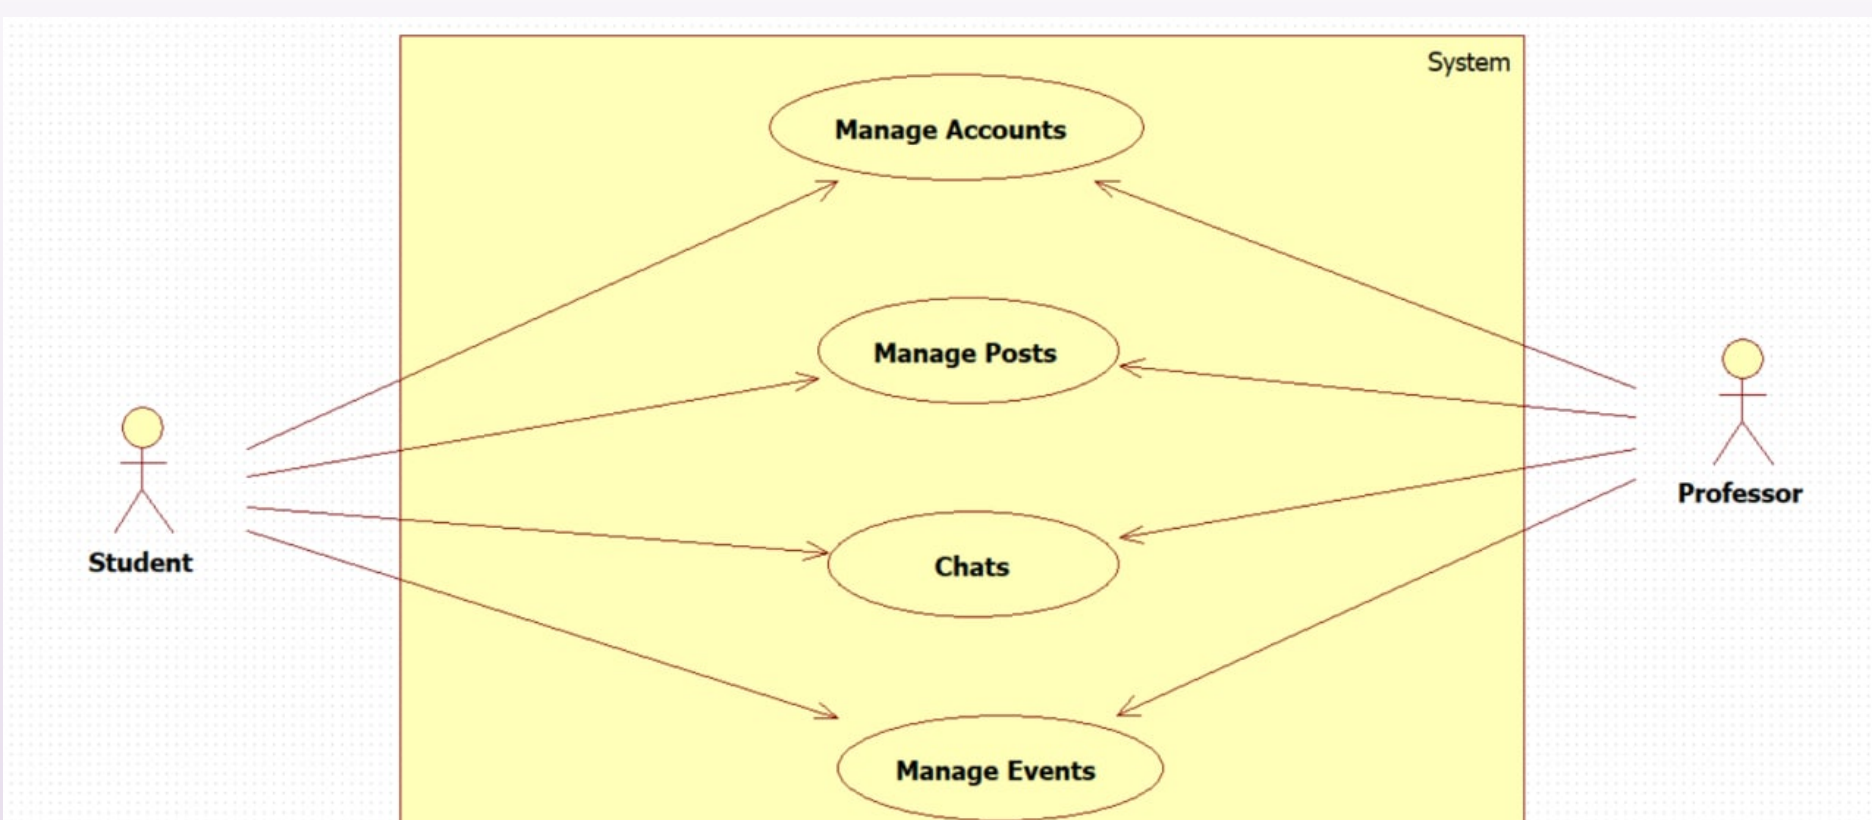 System
Manage Accounts
Manage Posts
Professor
Student
Chats
Manage Events